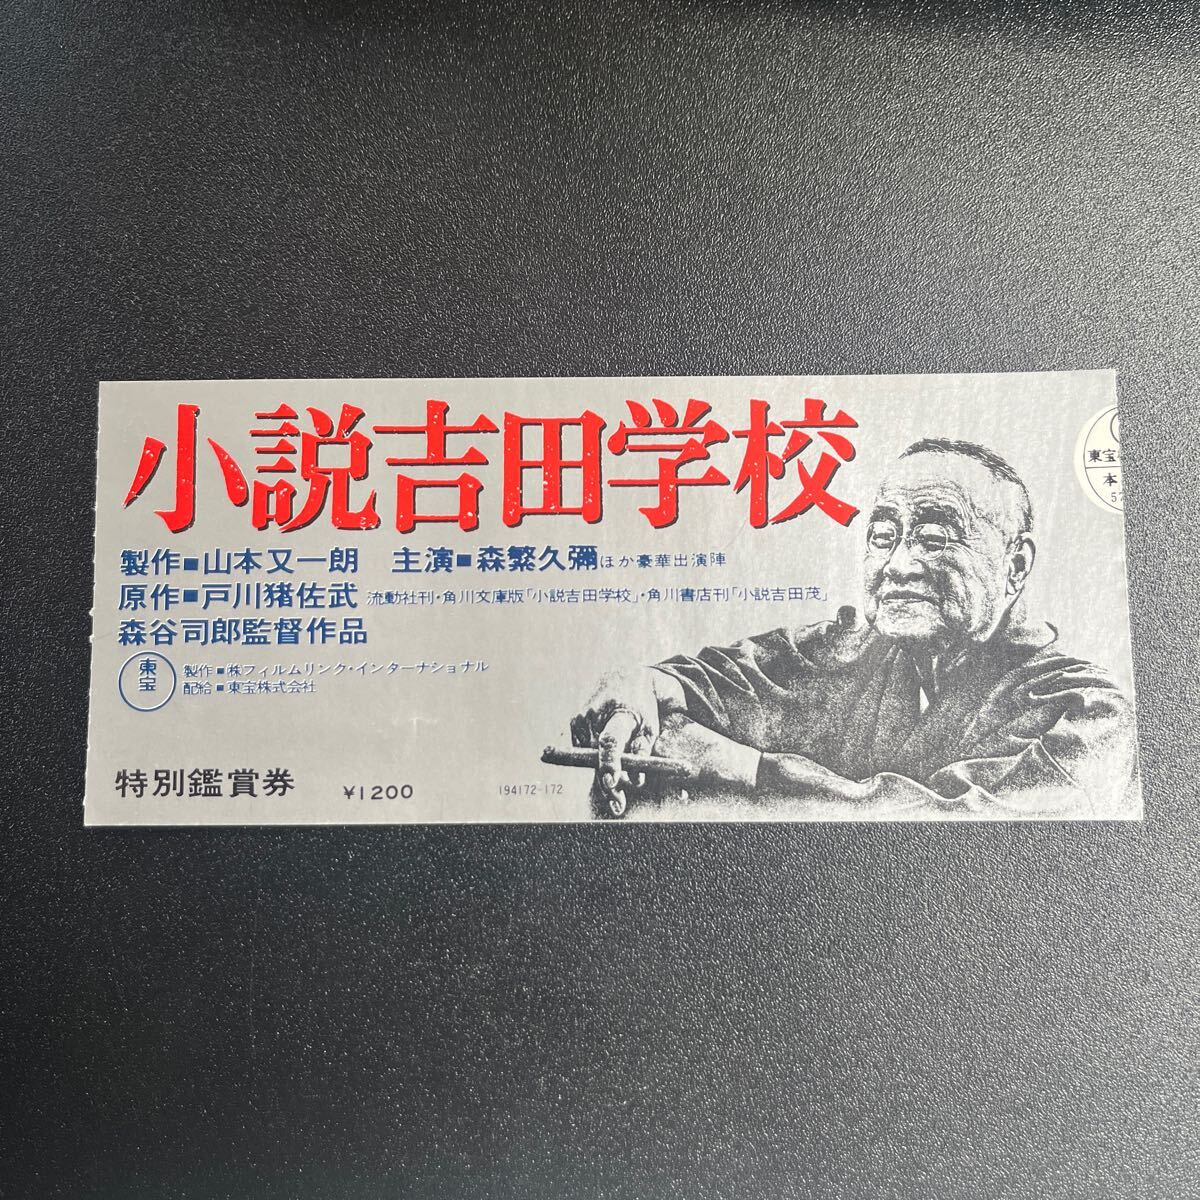 小説吉田学校
製作■山本又一朗 主演■森繁久彌ほか豪華出演陣
原作■戸川猪佐武 流動社刊・角川文庫版「小説吉田学校」・角川書店刊「小説吉田茂」
森谷司郎監督作品
東宝
製作■㈱フィルムリンク・インターナショナル
配給■東宝株式会社
特別鑑賞券 ¥1200 194172-172
東宝
本